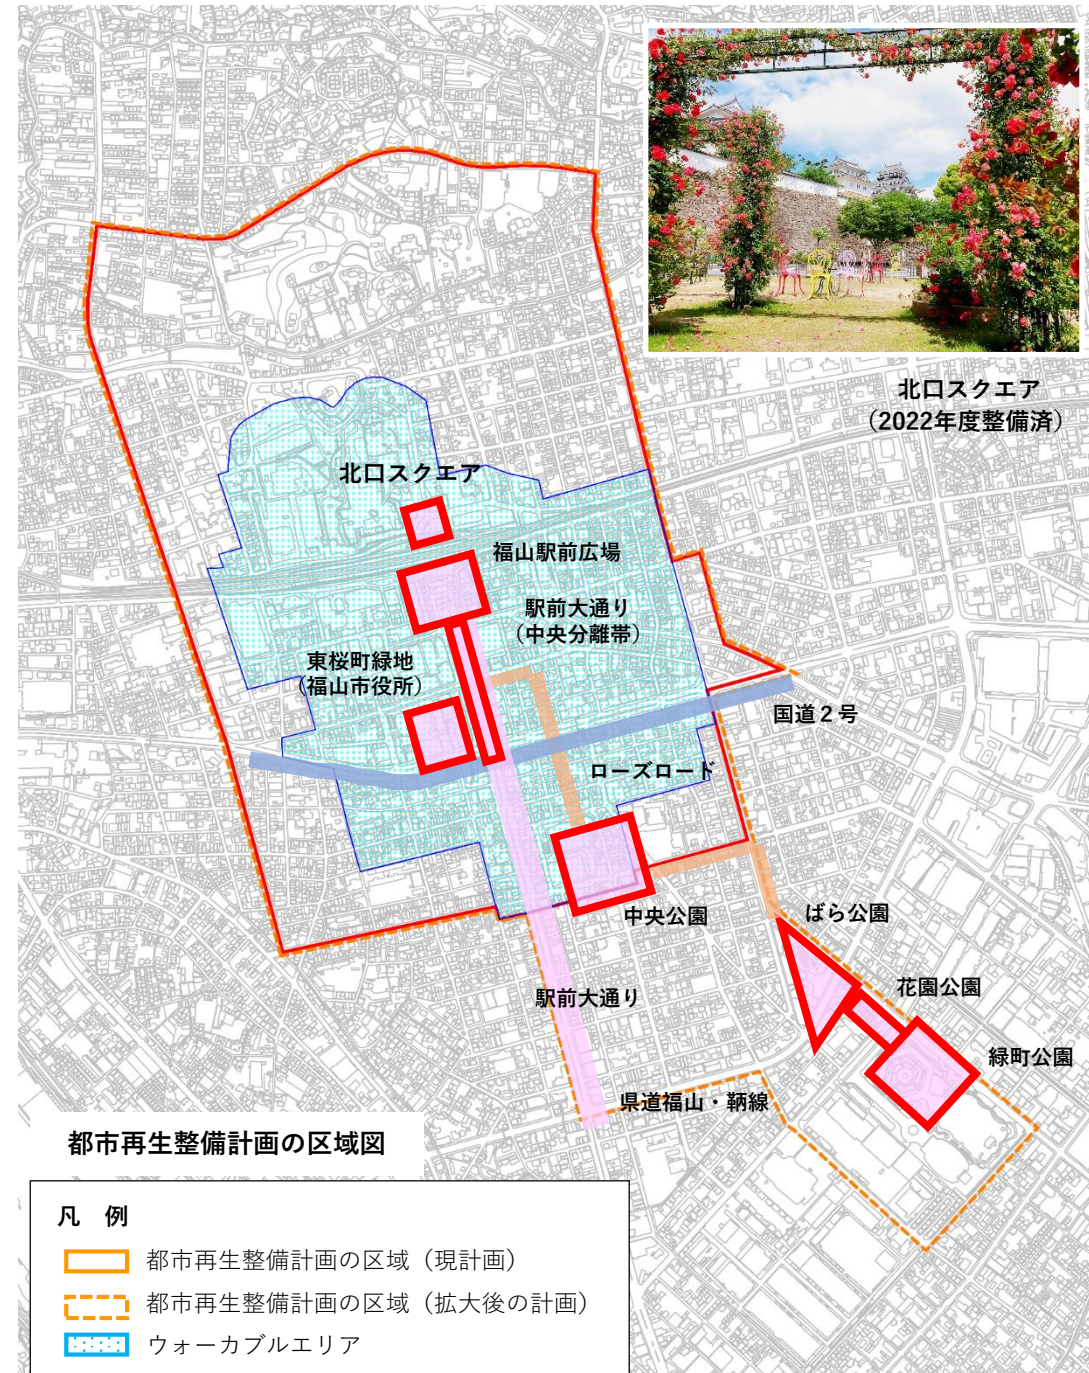 北口スクエア
（2022年度整備済）
北口スクエア
福山駅前広場
駅前大通り
（中央分離帯）
東桜町緑地
（福山市役所）
国道２号
ローズロード
中央公園
ばら公園
花園公園
駅前大通り
緑町公園
県道福山・鞆線
都市再生整備計画の区域図
凡　例
都市再生整備計画の区域（現計画）
都市再生整備計画の区域（拡大後の計画）
ウォーカブルエリア